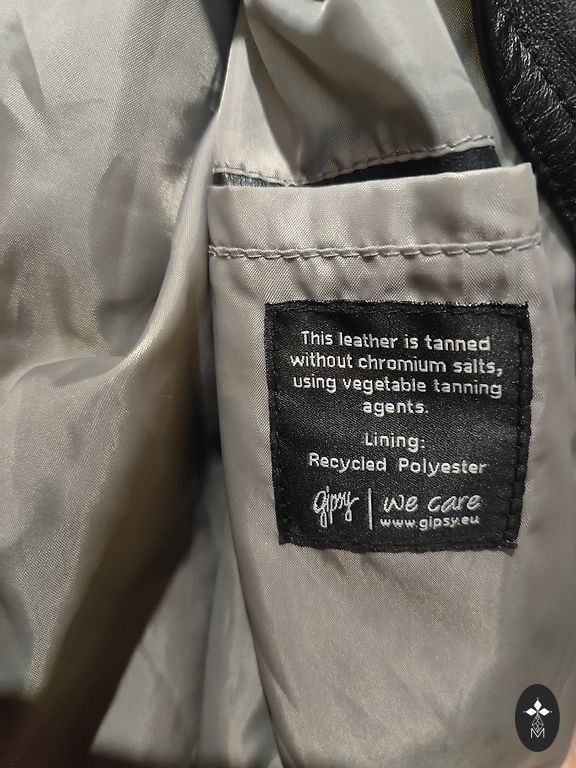 This leather is tanned
without chromium salts,
using vegetable tanning
agents.
Lining:
Recycled Polyester
gipsy | we care
www.gipsy.eu
M